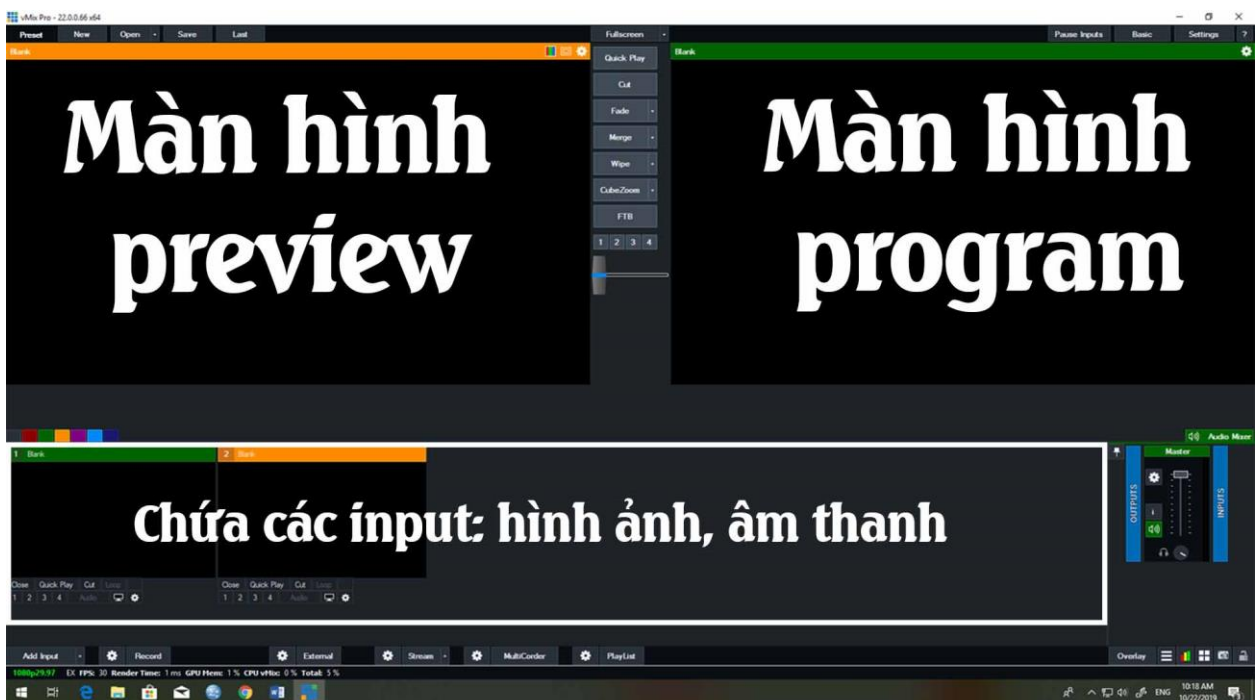 vMix Pro - 22.0.0.66 x64
Preset New Open Save Last Fullscreen Pause Inputs Basic Settings ?
Blank
Blank
Quick Play
Cut
Fade
Merge
Wipe
CubeZoom
FTB
1 2 3 4
Màn hình
preview
Màn hình
program
Audio Mixer
1 Blank
2 Blank
Master
OUTPUTS
INPUTS
Chứa các input: hình ảnh, âm thanh
Close Quick Play Cut Loop
1 2 3 4 Audio
Close Quick Play Cut Loop
1 2 3 4 Audio
Add Input Record External Stream MultiCorder PlayList Overlay
1080p29.97 EX FPS: 30 Render Time: 1 ms GPU Mem: 1 % CPU vMix: 0 % Total: 5 %
ENG 10:18 AM
10/22/2019